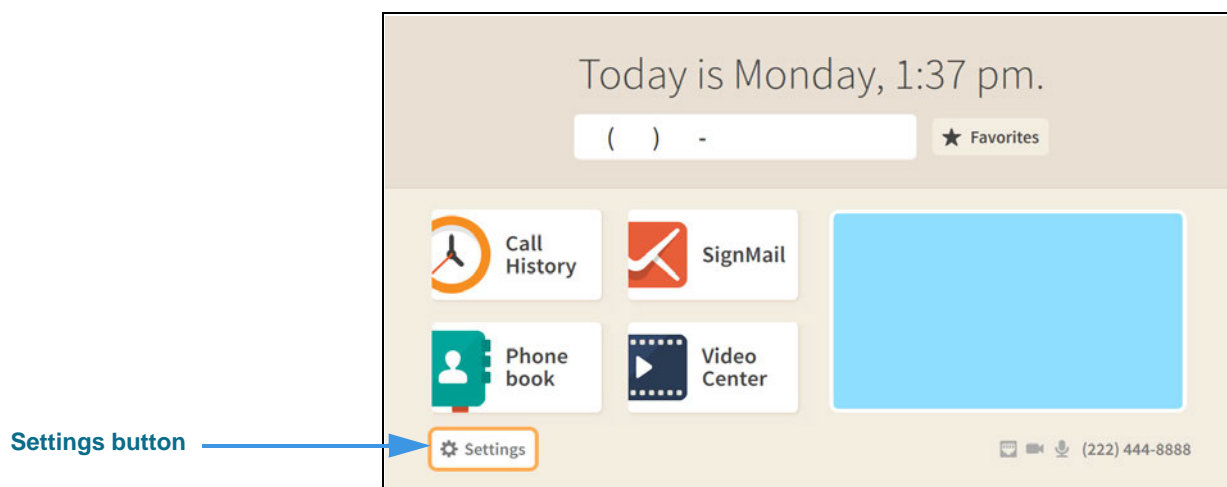 Today is Monday, 1:37 pm.
( ) -
Favorites
Call
History
SignMail
Phone
book
Video
Center
Settings button
Settings
(222) 444-8888